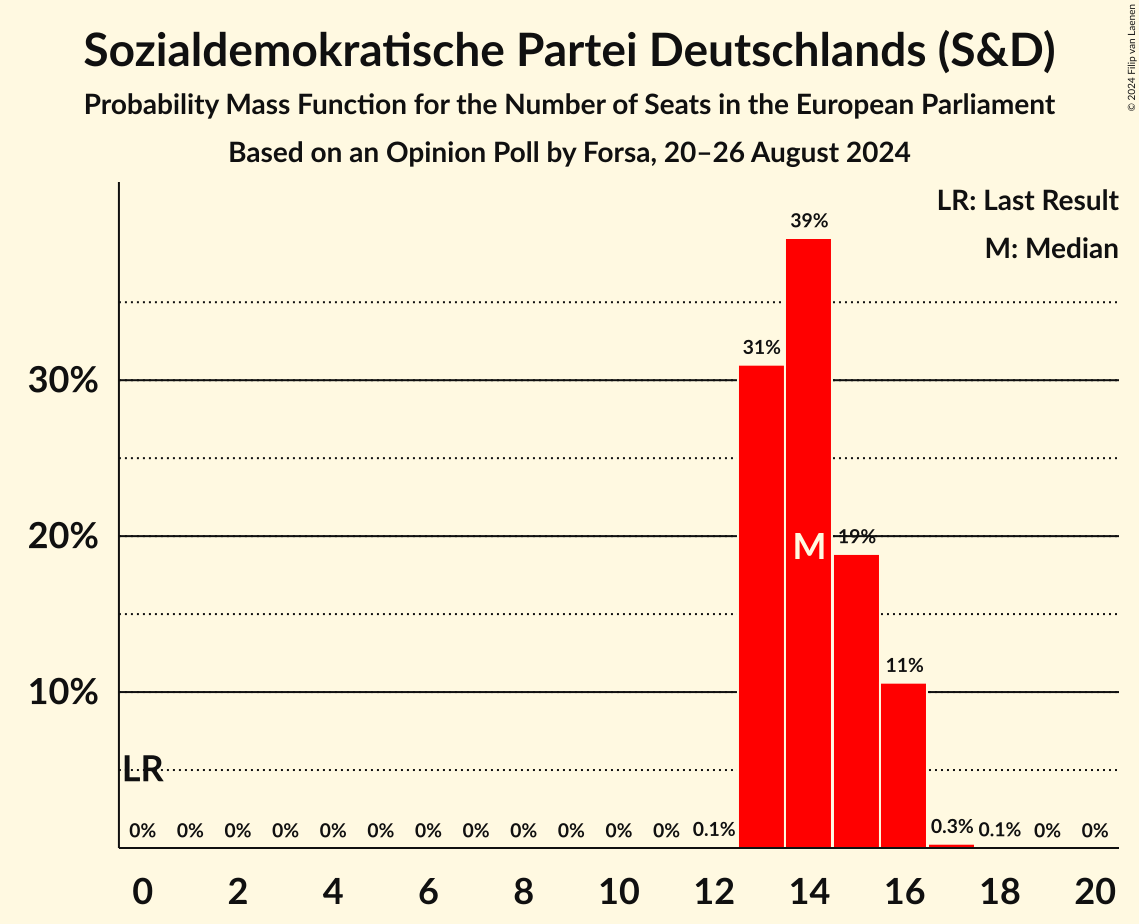 Sozialdemokratische Partei Deutschlands (S&D)
Probability Mass Function for the Number of Seats in the European Parliament
Based on an Opinion Poll by Forsa, 20–26 August 2024
© 2024 Filip van Laenen
LR: Last Result
M: Median
39%
31%
30%
20%
M
19%
11%
10%
LR
0% 0% 0% 0% 0% 0% 0% 0% 0% 0% 0% 0% 0.1% 0.3% 0.1% 0% 0%
0 2 4 6 8 10 12 14 16 18 20